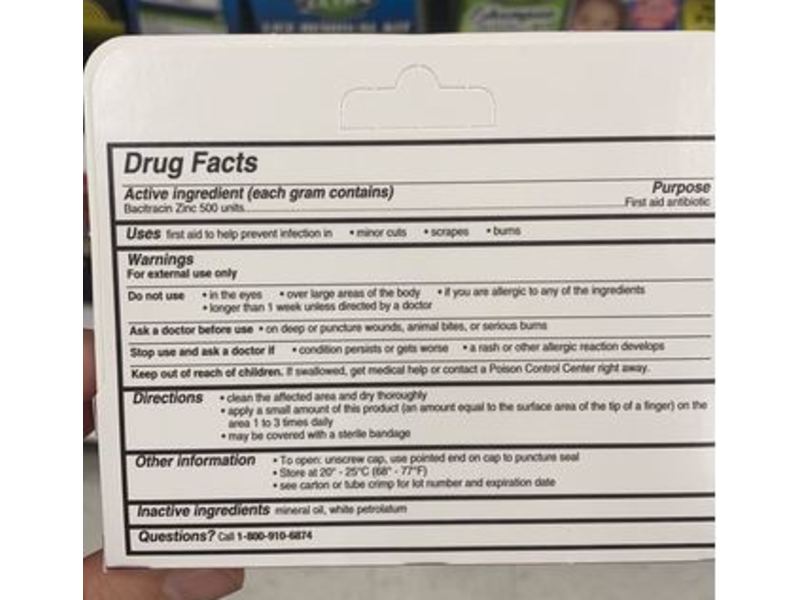 Drug Facts
Active ingredient (each gram contains) Purpose
Bacitracin Zinc 500 units First aid antibiotic
Uses first aid to help prevent infection in • minor cuts • scrapes • burns
Warnings
For external use only
Do not use • in the eyes • over large areas of the body • if you are allergic to any of the ingredients
• longer than 1 week unless directed by a doctor
Ask a doctor before use • on deep or puncture wounds, animal bites, or serious burns
Stop use and ask a doctor if • condition persists or gets worse • a rash or other allergic reaction develops
Keep out of reach of children. If swallowed, get medical help or contact a Poison Control Center right away.
Directions • clean the affected area and dry thoroughly
• apply a small amount of this product (an amount equal to the surface area of the tip of a finger) on the
area 1 to 3 times daily
• may be covered with a sterile bandage
Other information • To open: unscrew cap, use pointed end on cap to puncture seal
• Store at 20° - 25°C (68° - 77°F)
• see carton or tube crimp for lot number and expiration date
Inactive ingredients mineral oil, white petrolatum
Questions? Call 1-800-910-6874